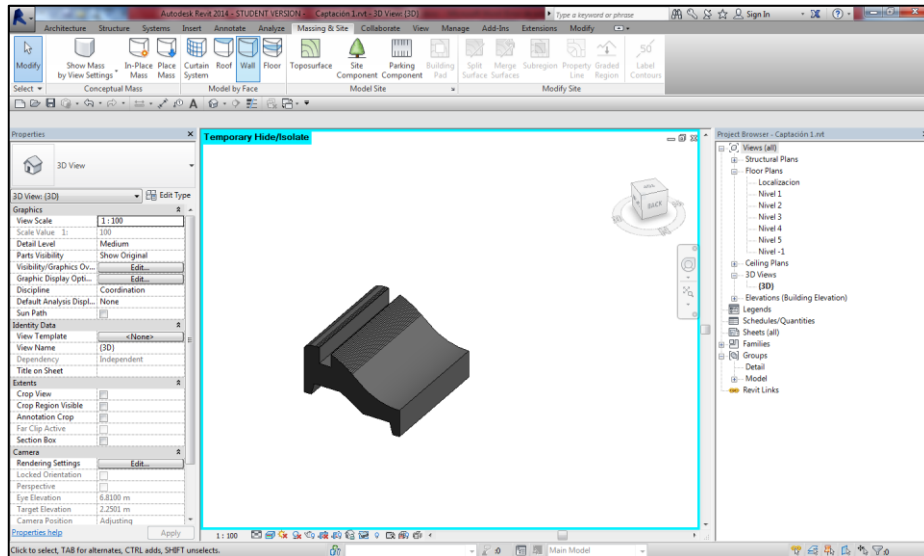 Autodesk Revit 2014 - STUDENT VERSION - Captación 1.rvt - 3D View: {3D}
Type a keyword or phrase
Sign In
Architecture Structure Systems Insert Annotate Analyze Massing & Site Collaborate View Manage Add-Ins Extensions Modify
Modify
Show Mass by View Settings
In-Place Mass
Place Mass
Curtain System
Roof
Wall
Floor
Toposurface
Site Component
Parking Component
Building Pad
Split Surface
Merge Surfaces
Subregion
Property Line
Graded Region
Label Contours
Select
Conceptual Mass
Model by Face
Model Site
Modify Site
Properties
3D View
3D View: {3D}
Edit Type
Graphics
View Scale 1 : 100
Scale Value 1: 100
Detail Level Medium
Parts Visibility Show Original
Visibility/Graphics Ov... Edit...
Graphic Display Opti... Edit...
Discipline Coordination
Default Analysis Displ... None
Sun Path
Identity Data
View Template <None>
View Name {3D}
Dependency Independent
Title on Sheet
Extents
Crop View
Crop Region Visible
Annotation Crop
Far Clip Active
Section Box
Camera
Rendering Settings Edit...
Locked Orientation
Perspective
Eye Elevation 6.8100 m
Target Elevation 2.2501 m
Camera Position Adjusting
Properties help
Apply
Temporary Hide/Isolate
BACK
1 : 100
Project Browser - Captación 1.rvt
Views (all)
Structural Plans
Floor Plans
Localizacion
Nivel 1
Nivel 2
Nivel 3
Nivel 4
Nivel 5
Nivel -1
Ceiling Plans
3D Views
{3D}
Elevations (Building Elevation)
Legends
Schedules/Quantities
Sheets (all)
Families
Groups
Detail
Model
Revit Links
Click to select, TAB for alternates, CTRL adds, SHIFT unselects.
:0
Main Model
:0